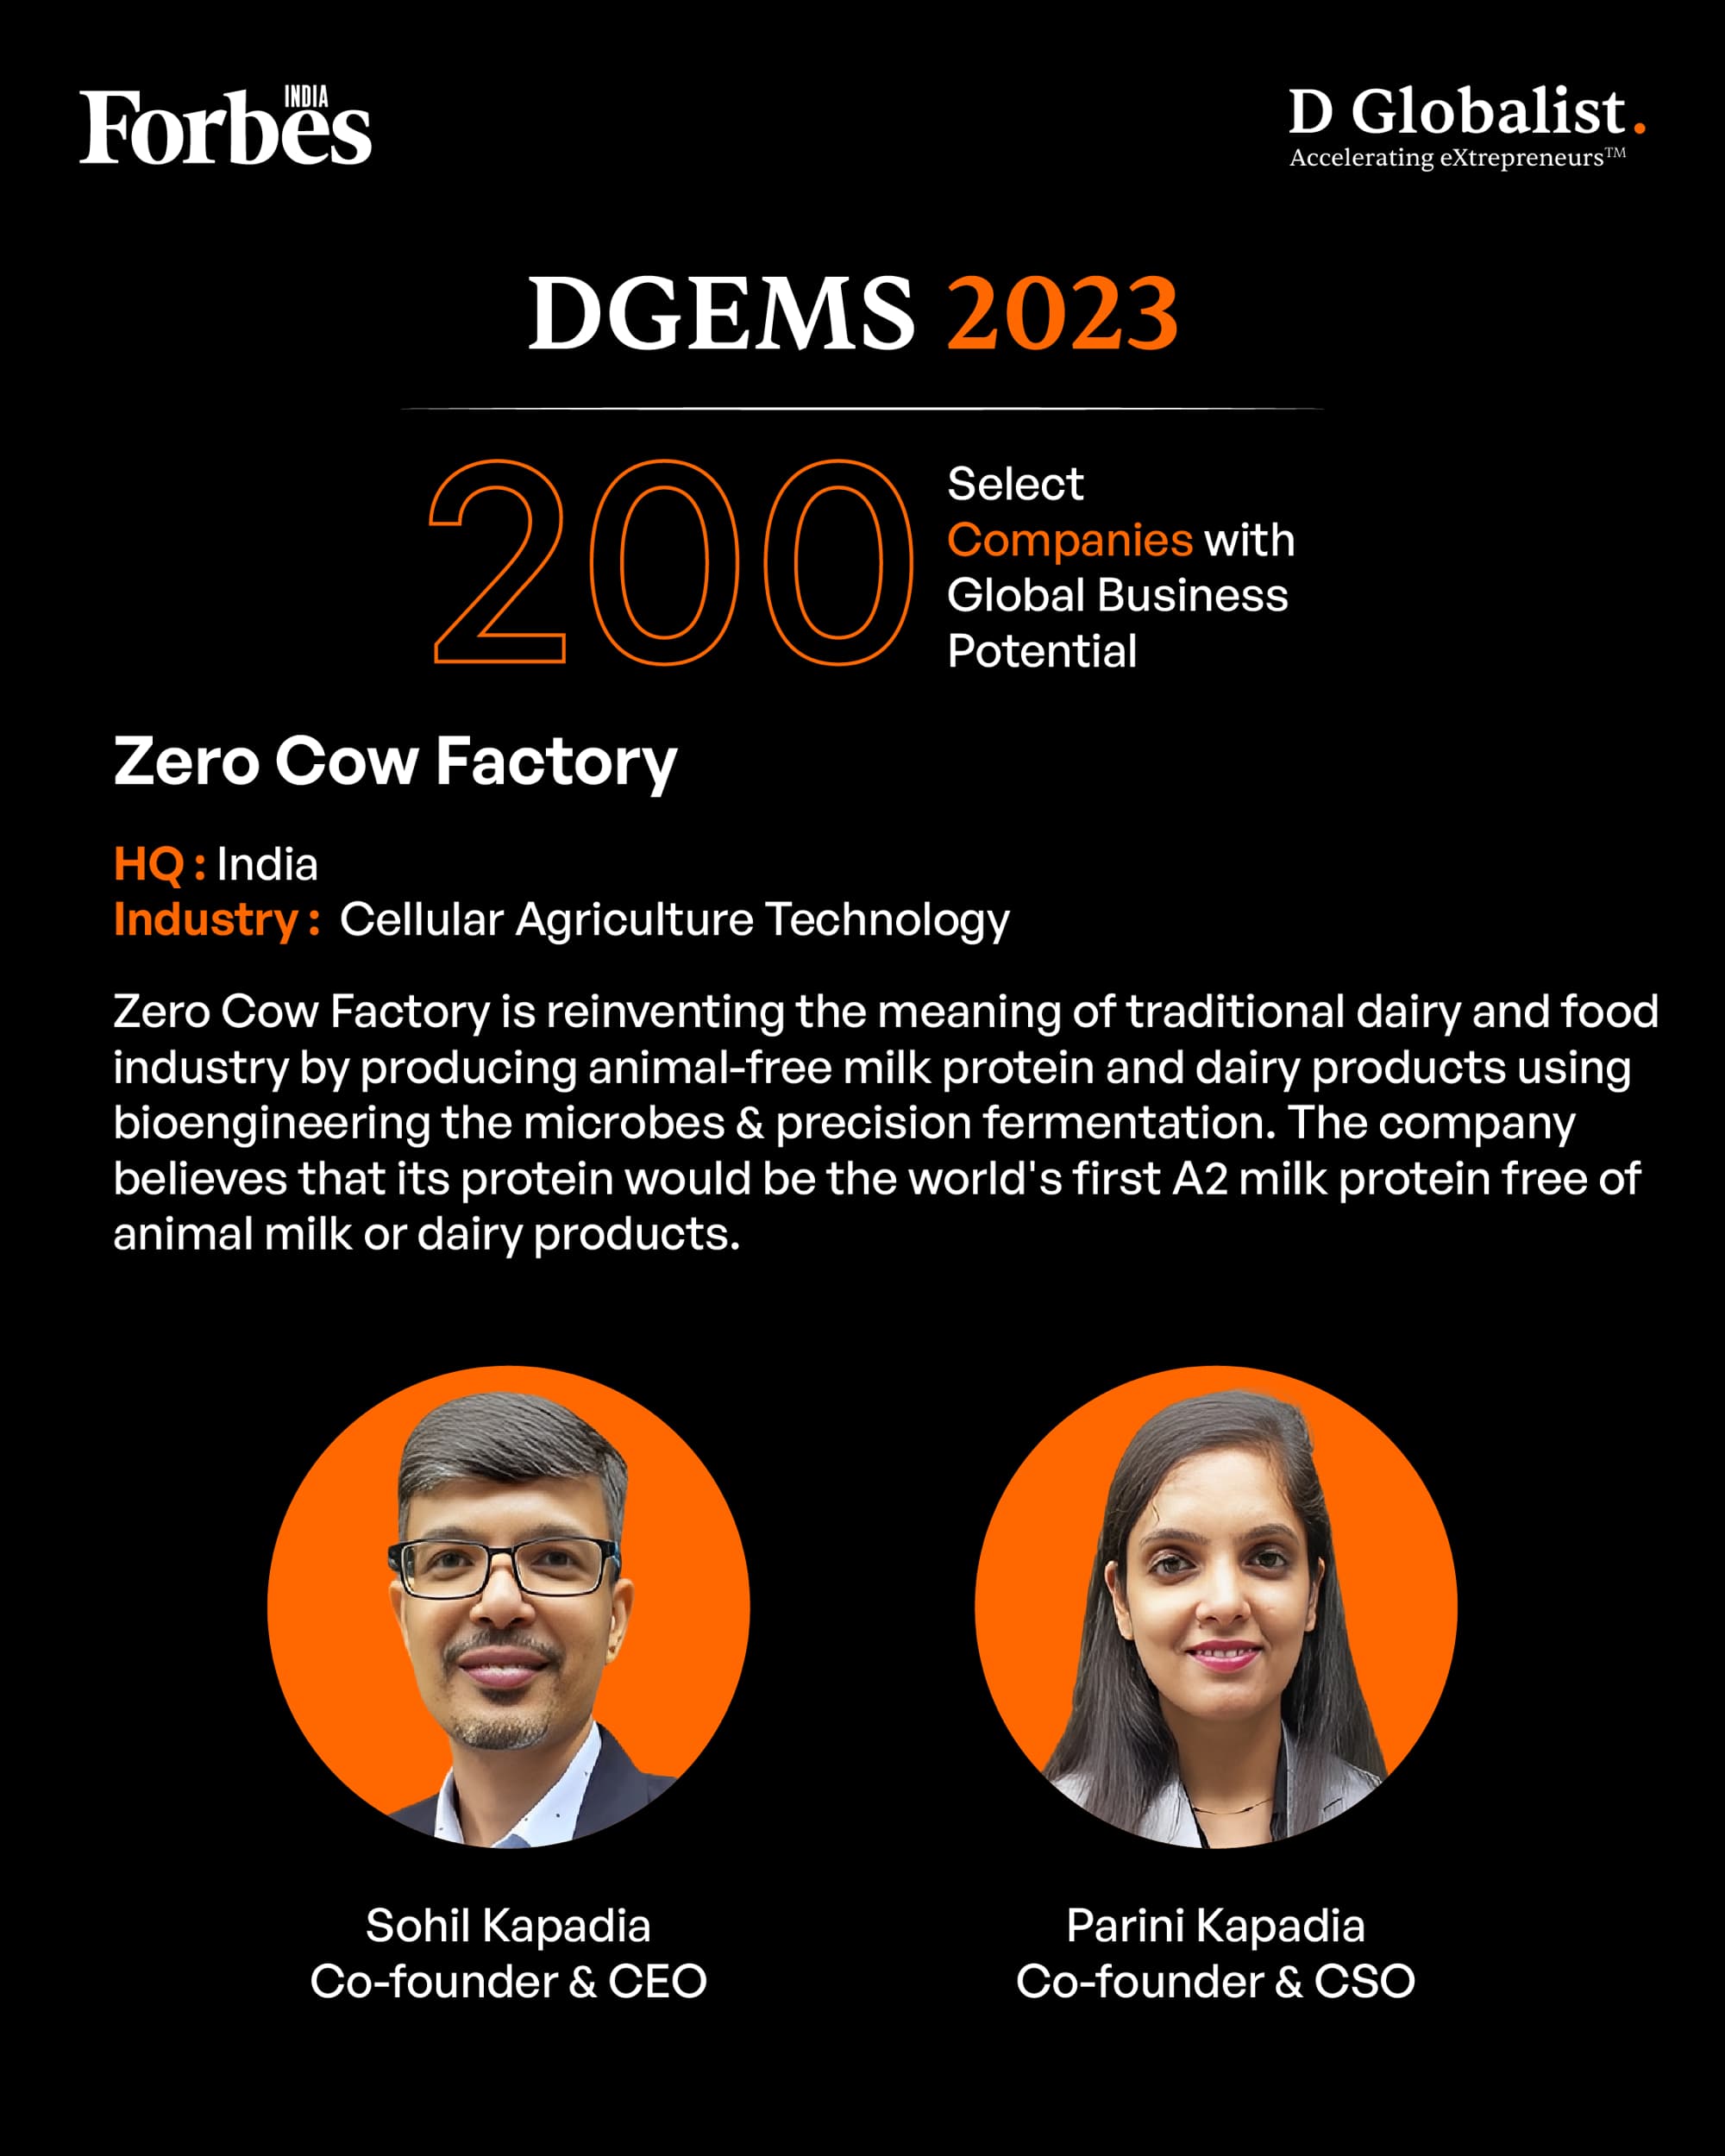 Forbes INDIA
D Globalist.
Accelerating eXtrepreneurs™
DGEMS 2023
200
Select
Companies with
Global Business
Potential
Zero Cow Factory
HQ : India
Industry : Cellular Agriculture Technology
Zero Cow Factory is reinventing the meaning of traditional dairy and food
industry by producing animal-free milk protein and dairy products using
bioengineering the microbes & precision fermentation. The company
believes that its protein would be the world's first A2 milk protein free of
animal milk or dairy products.
Sohil Kapadia
Co-founder & CEO
Parini Kapadia
Co-founder & CSO